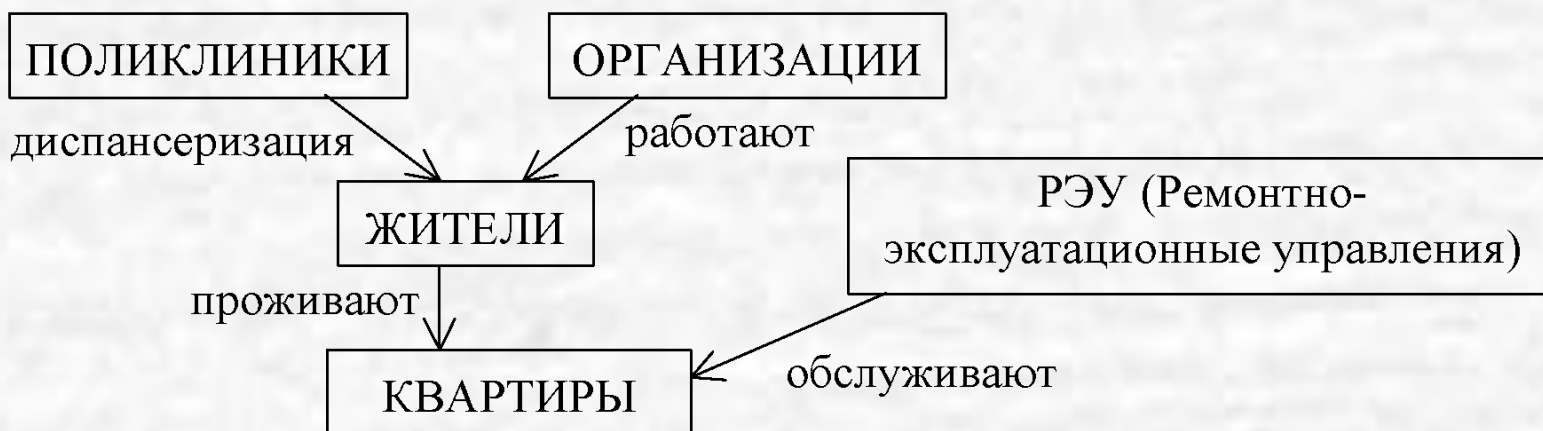 ПОЛИКЛИНИКИ
ОРГАНИЗАЦИИ
диспансеризация
работают
ЖИТЕЛИ
РЭУ (Ремонтно-
эксплуатационные управления)
проживают
КВАРТИРЫ
обслуживают